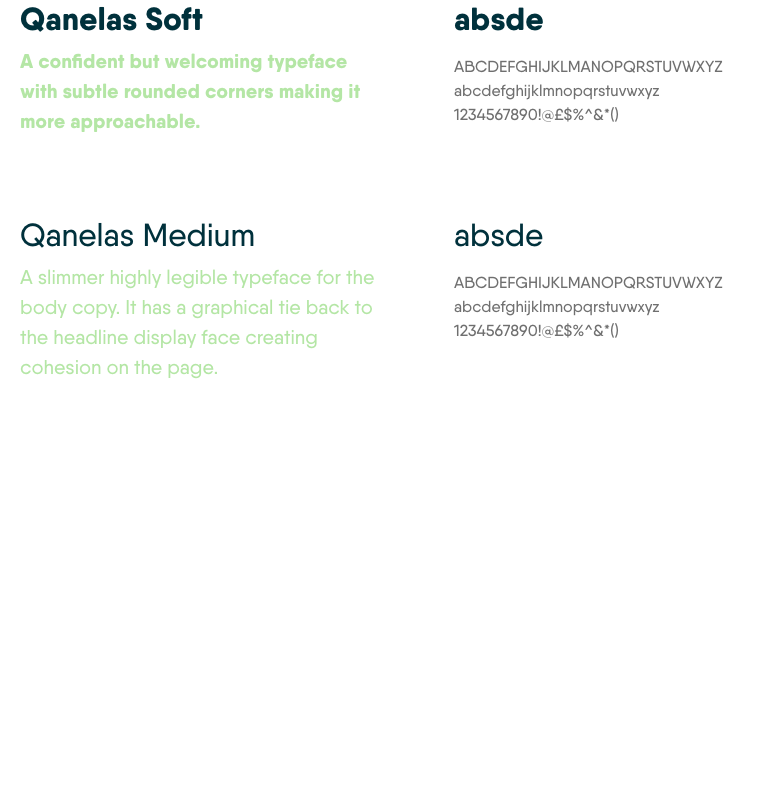 Qanelas Soft
A confident but welcoming typeface
with subtle rounded corners making it
more approachable.
absde
ABCDEFGHIJKLMANOPQRSTUVWXYZ
abcdefghijklmnopqrstuvwxyz
1234567890!@£$%^&*()
Qanelas Medium
A slimmer highly legible typeface for the
body copy. It has a graphical tie back to
the headline display face creating
cohesion on the page.
absde
ABCDEFGHIJKLMANOPQRSTUVWXYZ
abcdefghijklmnopqrstuvwxyz
1234567890!@£$%^&*()